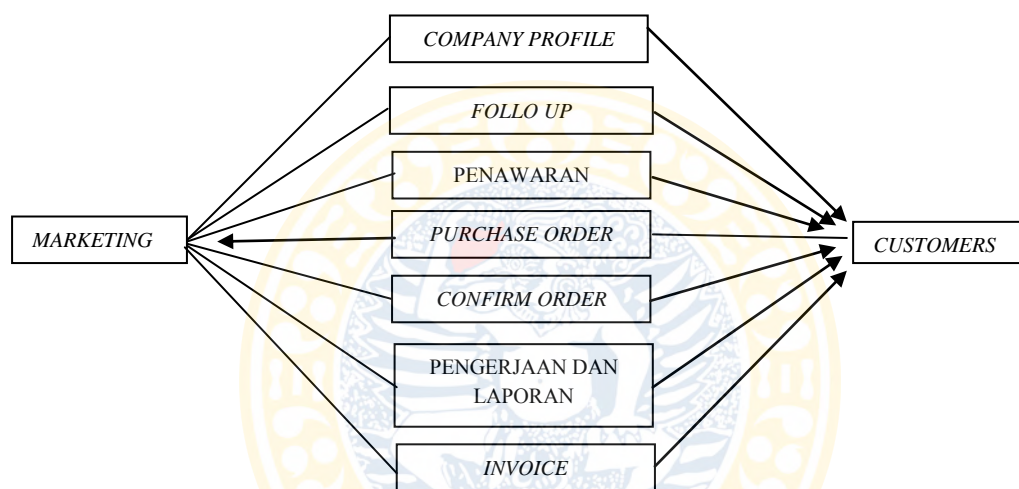 COMPANY PROFILE
FOLLO UP
PENAWARAN
MARKETING
PURCHASE ORDER
CUSTOMERS
CONFIRM ORDER
PENGERJAAN DAN
LAPORAN
INVOICE